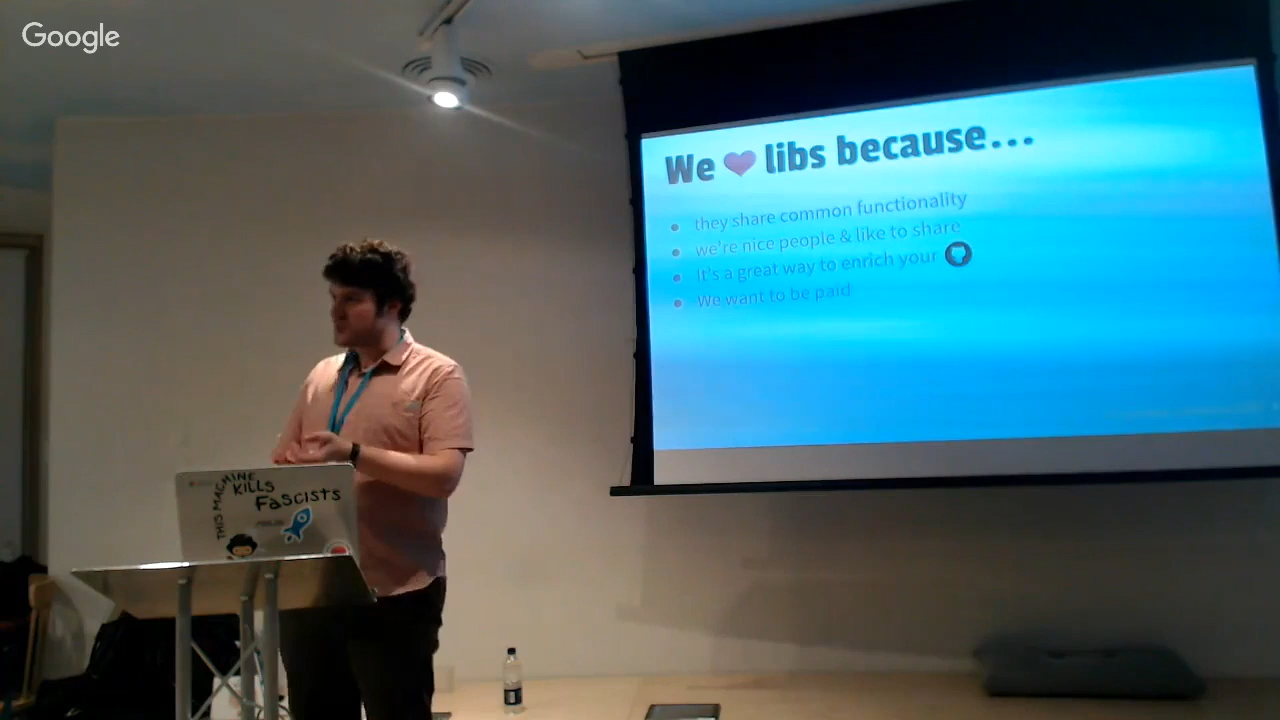 Google
We ❤ libs because...
• they share common functionality
• we're nice people & like to share
• It's a great way to enrich your
• We want to be paid
THIS MACHINE
KILLS
FASCISTS
ASUS